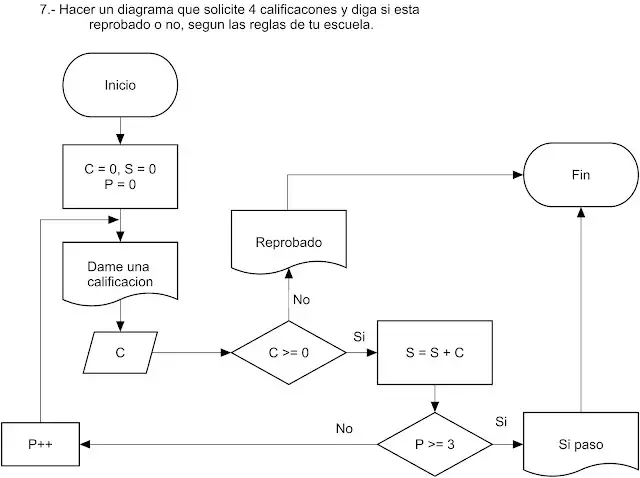 7.- Hacer un diagrama que solicite 4 calificacones y diga si esta
reprobado o no, segun las reglas de tu escuela.
Inicio
C = 0, S = 0
P = 0
Fin
Reprobado
Dame una
calificacion
No
C
C >= 0
Si
S = S + C
P++
No
P >= 3
Si
Si paso